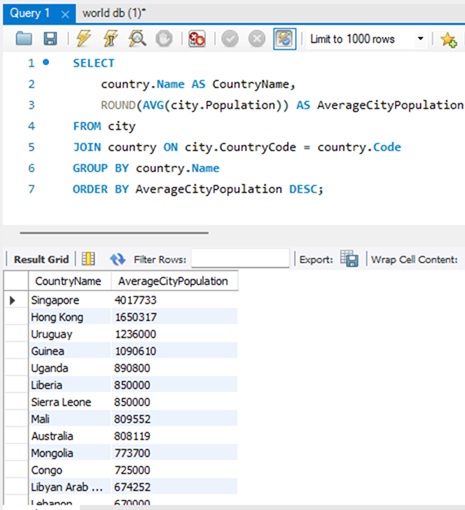 Query 1 × world db (1)*
Limit to 1000 rows
1 SELECT
2 country.Name AS CountryName,
3 ROUND(AVG(city.Population)) AS AverageCityPopulation
4 FROM city
5 JOIN country ON city.CountryCode = country.Code
6 GROUP BY country.Name
7 ORDER BY AverageCityPopulation DESC;
Result Grid Filter Rows: Export: Wrap Cell Content:
CountryName AverageCityPopulation
Singapore 4017733
Hong Kong 1650317
Uruguay 1236000
Guinea 1090610
Uganda 890800
Liberia 850000
Sierra Leone 850000
Mali 809552
Australia 808119
Mongolia 773700
Congo 725000
Libyan Arab ... 674252
Lebanon 670000